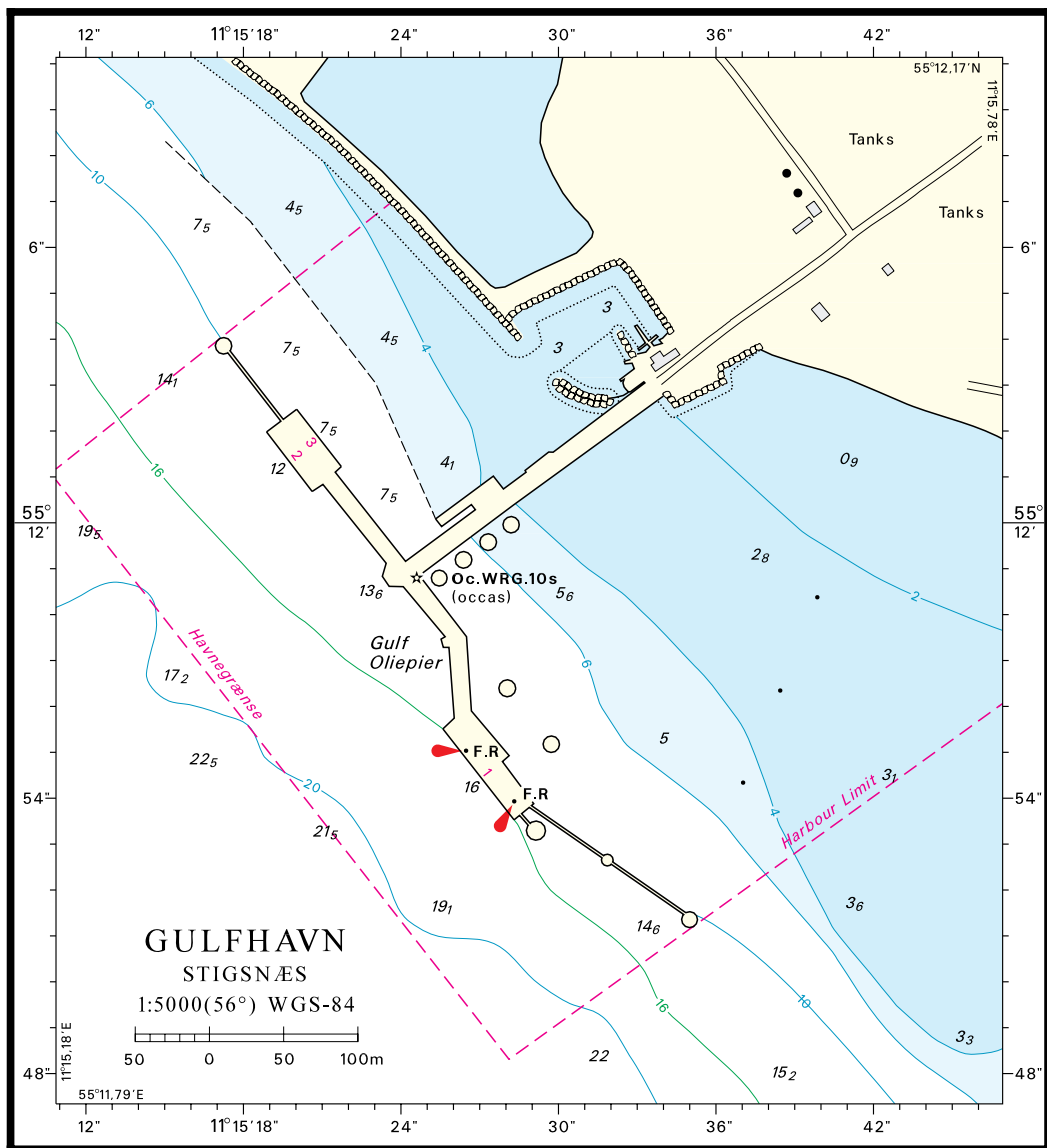 12" 11°15'18" 24" 30" 36" 42"
55°12,17'N
11°15,78'E
6
Tanks
10
4₅
7₅
Tanks
6" 6"
3
4₅ 4 3
7₅
14₁
7₅
3
2
16 12 4₁ 0₉
7₅
55°
12'
55°
12'
19₅
2₈
Oc.WRG.10s
13₆ (occas) 5₆
2
Gulf
Oliepier
Havnegrænse
6
17₂
5
F.R
22₅
1
16
3₁
20
F.R
54" 54"
Harbour Limit
4
21₅
3₆
19₁
14₆
GULFHAVN
STIGSNÆS
1:5000(56°) WGS-84
16 10
50 0 50 100m
3₃
22
15₂
11°15,18'E
48" 48"
55°11,79'E
12" 11°15'18" 24" 30" 36" 42"